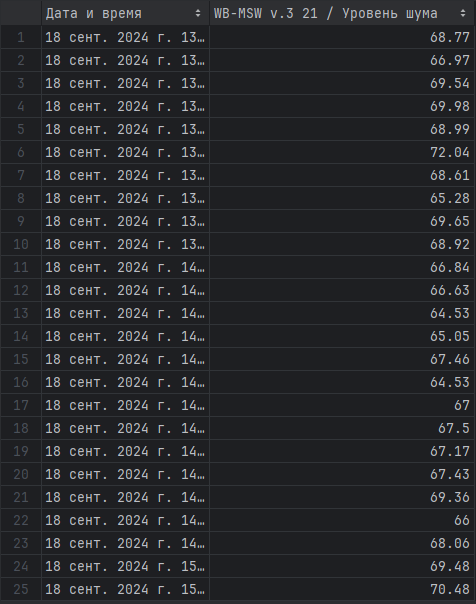 Дата и время WB-MSW v.3 21 / Уровень шума
1 18 сент. 2024 г. 13… 68.77
2 18 сент. 2024 г. 13… 66.97
3 18 сент. 2024 г. 13… 69.54
4 18 сент. 2024 г. 13… 69.98
5 18 сент. 2024 г. 13… 68.99
6 18 сент. 2024 г. 13… 72.04
7 18 сент. 2024 г. 13… 68.61
8 18 сент. 2024 г. 13… 65.28
9 18 сент. 2024 г. 13… 69.65
10 18 сент. 2024 г. 13… 68.92
11 18 сент. 2024 г. 14… 66.84
12 18 сент. 2024 г. 14… 66.63
13 18 сент. 2024 г. 14… 64.53
14 18 сент. 2024 г. 14… 65.05
15 18 сент. 2024 г. 14… 67.46
16 18 сент. 2024 г. 14… 64.53
17 18 сент. 2024 г. 14… 67
18 18 сент. 2024 г. 14… 67.5
19 18 сент. 2024 г. 14… 67.17
20 18 сент. 2024 г. 14… 67.43
21 18 сент. 2024 г. 14… 69.36
22 18 сент. 2024 г. 14… 66
23 18 сент. 2024 г. 14… 68.06
24 18 сент. 2024 г. 15… 69.48
25 18 сент. 2024 г. 15… 70.48